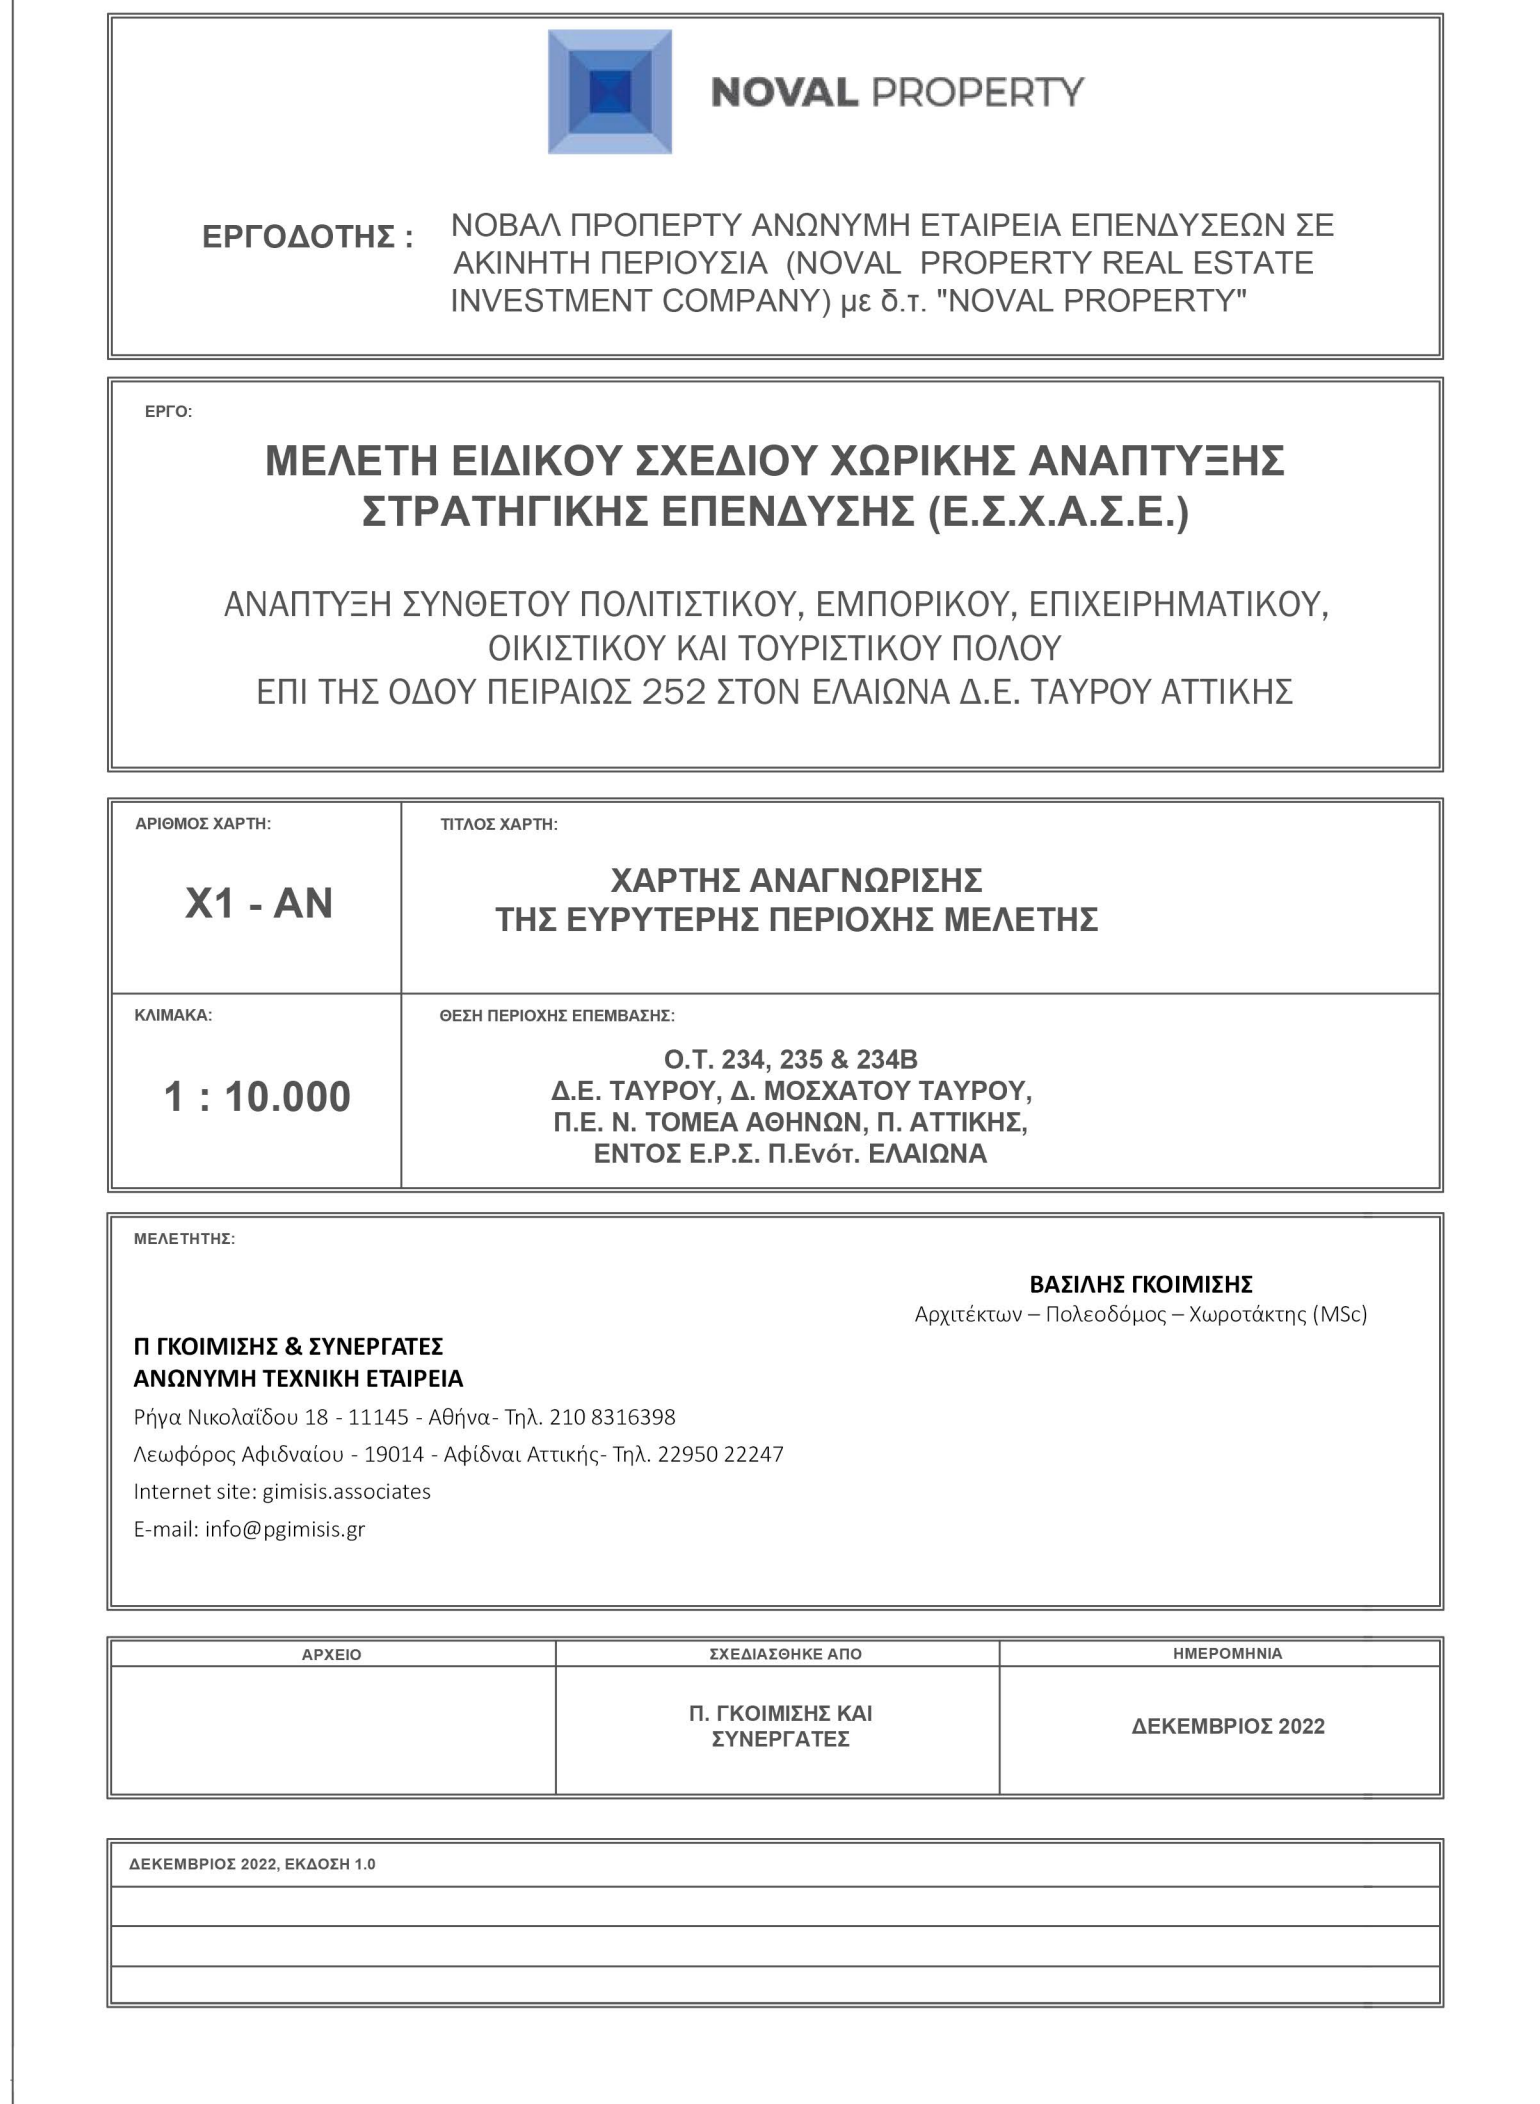 NOVAL PROPERTY
ΕΡΓΟΔΟΤΗΣ :
ΝΟΒΑΛ ΠΡΟΠΕΡΤΥ ΑΝΩΝΥΜΗ ΕΤΑΙΡΕΙΑ ΕΠΕΝΔΥΣΕΩΝ ΣΕ
ΑΚΙΝΗΤΗ ΠΕΡΙΟΥΣΙΑ (NOVAL PROPERTY REAL ESTATE
INVESTMENT COMPANY) με δ.τ. "NOVAL PROPERTY"
ΕΡΓΟ:
ΜΕΛΕΤΗ ΕΙΔΙΚΟΥ ΣΧΕΔΙΟΥ ΧΩΡΙΚΗΣ ΑΝΑΠΤΥΞΗΣ
ΣΤΡΑΤΗΓΙΚΗΣ ΕΠΕΝΔΥΣΗΣ (Ε.Σ.Χ.Α.Σ.Ε.)
ΑΝΑΠΤΥΞΗ ΣΥΝΘΕΤΟΥ ΠΟΛΙΤΙΣΤΙΚΟΥ, ΕΜΠΟΡΙΚΟΥ, ΕΠΙΧΕΙΡΗΜΑΤΙΚΟΥ,
ΟΙΚΙΣΤΙΚΟΥ ΚΑΙ ΤΟΥΡΙΣΤΙΚΟΥ ΠΟΛΟΥ
ΕΠΙ ΤΗΣ ΟΔΟΥ ΠΕΙΡΑΙΩΣ 252 ΣΤΟΝ ΕΛΑΙΩΝΑ Δ.Ε. ΤΑΥΡΟΥ ΑΤΤΙΚΗΣ
ΑΡΙΘΜΟΣ ΧΑΡΤΗ:
Χ1 - ΑΝ
ΤΙΤΛΟΣ ΧΑΡΤΗ:
ΧΑΡΤΗΣ ΑΝΑΓΝΩΡΙΣΗΣ
ΤΗΣ ΕΥΡΥΤΕΡΗΣ ΠΕΡΙΟΧΗΣ ΜΕΛΕΤΗΣ
ΚΛΙΜΑΚΑ:
1 : 10.000
ΘΕΣΗ ΠΕΡΙΟΧΗΣ ΕΠΕΜΒΑΣΗΣ:
Ο.Τ. 234, 235 & 234Β
Δ.Ε. ΤΑΥΡΟΥ, Δ. ΜΟΣΧΑΤΟΥ ΤΑΥΡΟΥ,
Π.Ε. Ν. ΤΟΜΕΑ ΑΘΗΝΩΝ, Π. ΑΤΤΙΚΗΣ,
ΕΝΤΟΣ Ε.Ρ.Σ. Π.Ενότ. ΕΛΑΙΩΝΑ
ΜΕΛΕΤΗΤΗΣ:
ΒΑΣΙΛΗΣ ΓΚΟΙΜΙΣΗΣ
Αρχιτέκτων – Πολεοδόμος – Χωροτάκτης (MSc)
Π ΓΚΟΙΜΙΣΗΣ & ΣΥΝΕΡΓΑΤΕΣ
ΑΝΩΝΥΜΗ ΤΕΧΝΙΚΗ ΕΤΑΙΡΕΙΑ
Ρήγα Νικολαΐδου 18 - 11145 - Αθήνα- Τηλ. 210 8316398
Λεωφόρος Αφιδναίου - 19014 - Αφίδναι Αττικής- Τηλ. 22950 22247
Internet site: gimisis.associates
E-mail: info@pgimisis.gr
ΑΡΧΕΙΟ
ΣΧΕΔΙΑΣΘΗΚΕ ΑΠΟ
ΗΜΕΡΟΜΗΝΙΑ
Π. ΓΚΟΙΜΙΣΗΣ ΚΑΙ
ΣΥΝΕΡΓΑΤΕΣ
ΔΕΚΕΜΒΡΙΟΣ 2022
ΔΕΚΕΜΒΡΙΟΣ 2022, ΕΚΔΟΣΗ 1.0